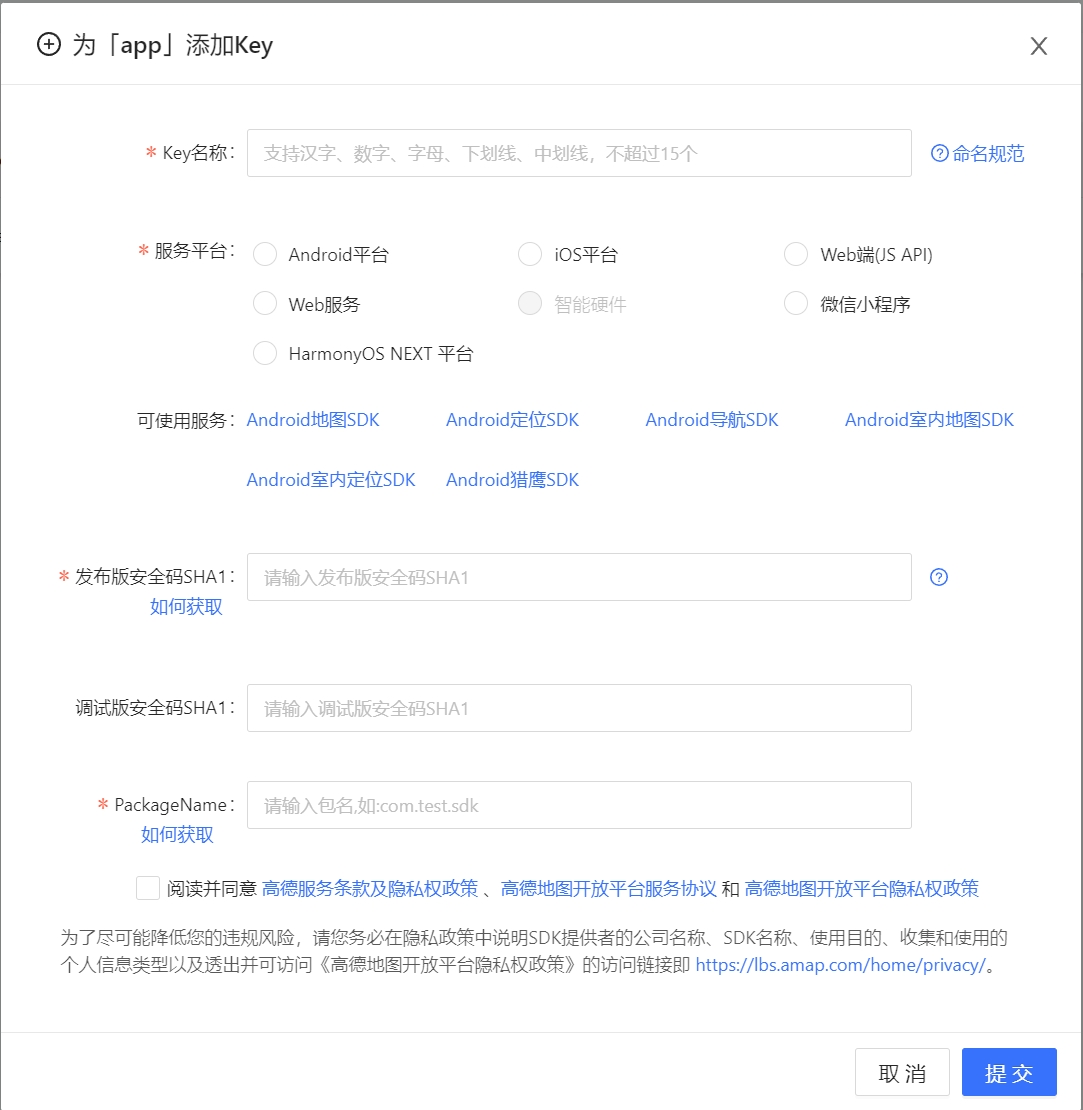 为「app」添加Key
* Key名称: 支持汉字、数字、字母、下划线、中划线，不超过15个 命名规范
* 服务平台: Android平台 iOS平台 Web端(JS API)
Web服务 智能硬件 微信小程序
HarmonyOS NEXT 平台
可使用服务: Android地图SDK Android定位SDK Android导航SDK Android室内地图SDK
Android室内定位SDK Android猎鹰SDK
* 发布版安全码SHA1: 请输入发布版安全码SHA1
如何获取
调试版安全码SHA1: 请输入调试版安全码SHA1
* PackageName: 请输入包名,如:com.test.sdk
如何获取
阅读并同意 高德服务条款及隐私权政策 、高德地图开放平台服务协议 和 高德地图开放平台隐私权政策
为了尽可能降低您的违规风险，请您务必在隐私政策中说明SDK提供者的公司名称、SDK名称、使用目的、收集和使用的
个人信息类型以及透出并可访问《高德地图开放平台隐私权政策》的访问链接即 https://lbs.amap.com/home/privacy/。
取 消 提 交